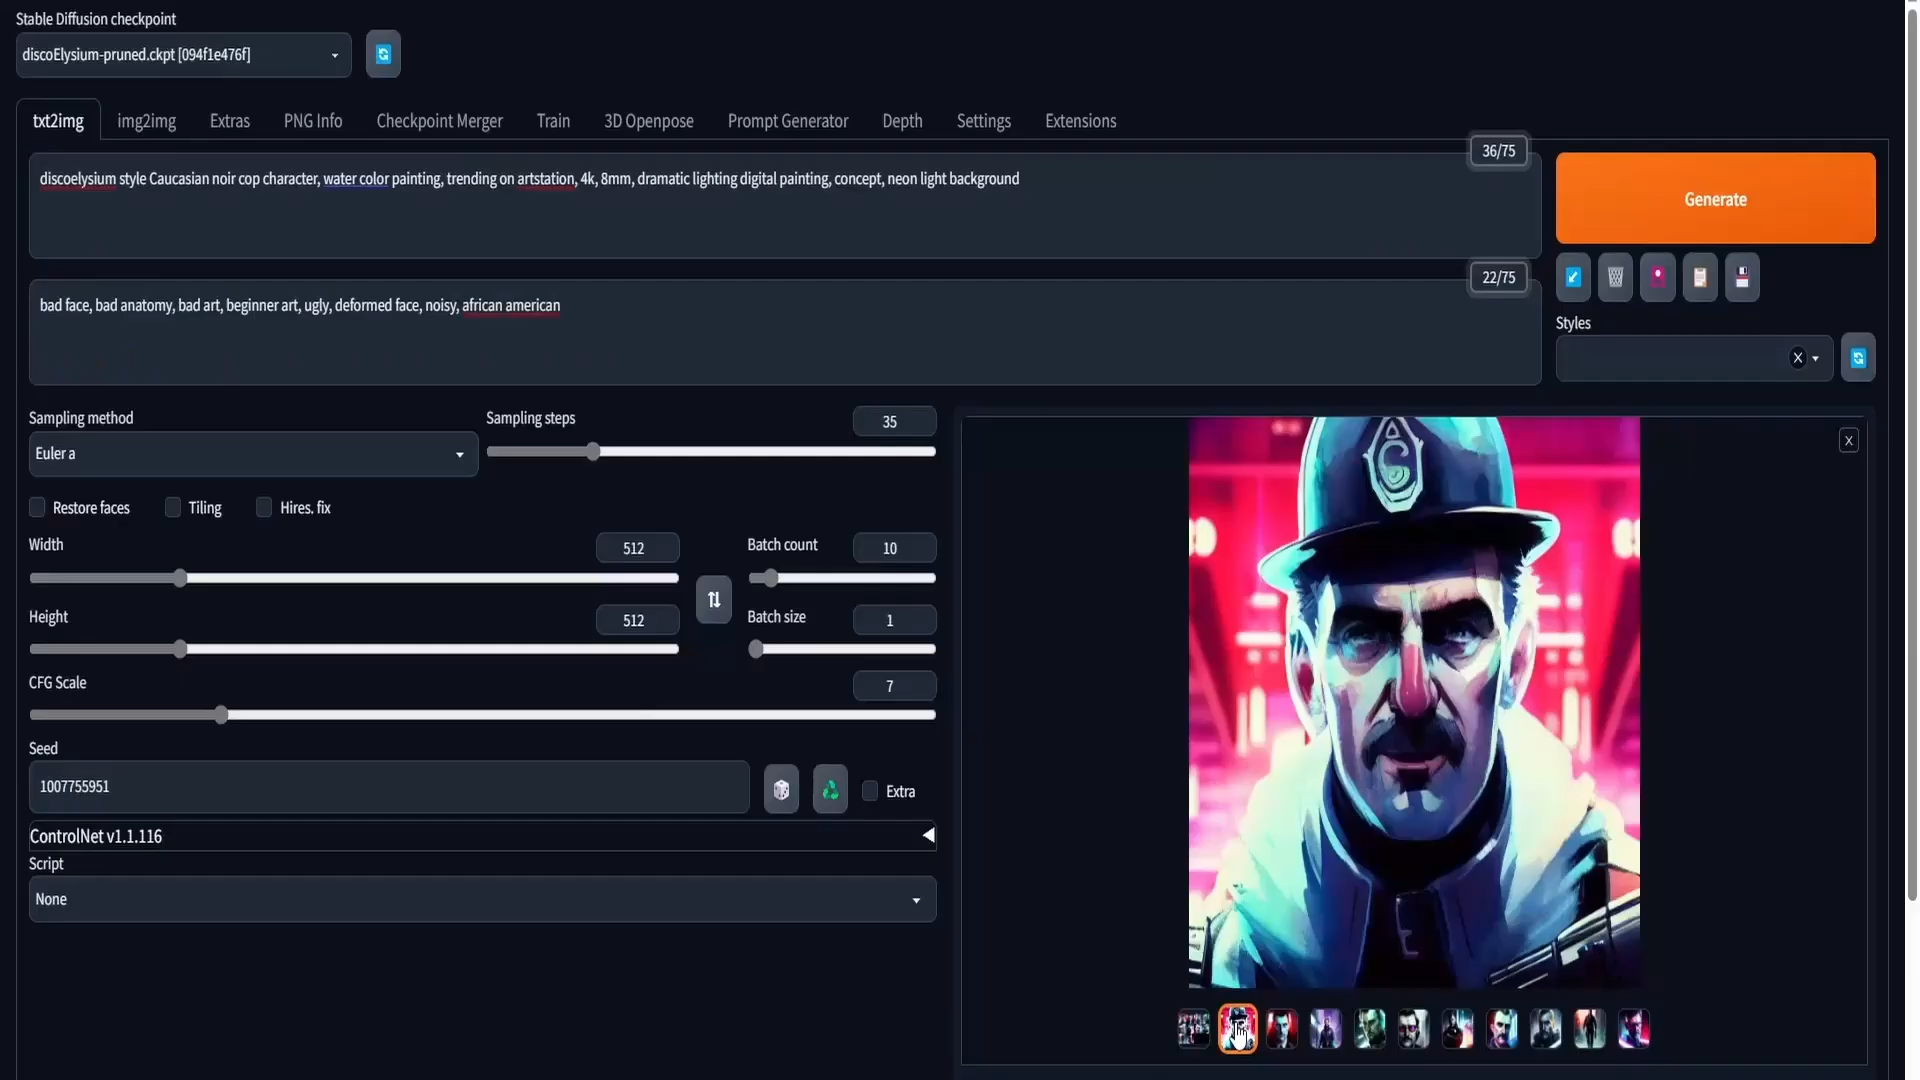 Stable Diffusion checkpoint
discoElysium-pruned.ckpt [094f1e476f]
txt2img img2img Extras PNG Info Checkpoint Merger Train 3D Openpose Prompt Generator Depth Settings Extensions
36/75
discoelysium style Caucasian noir cop character, water color painting, trending on artstation, 4k, 8mm, dramatic lighting digital painting, concept, neon light background
Generate
22/75
bad face, bad anatomy, bad art, beginner art, ugly, deformed face, noisy, african american
Styles
X
Sampling method
Euler a
Sampling steps
35
Restore faces Tiling Hires. fix
Width
512
Batch count
10
Height
512
Batch size
1
CFG Scale
7
Seed
1007755951
Extra
ControlNet v1.1.116
Script
None
X